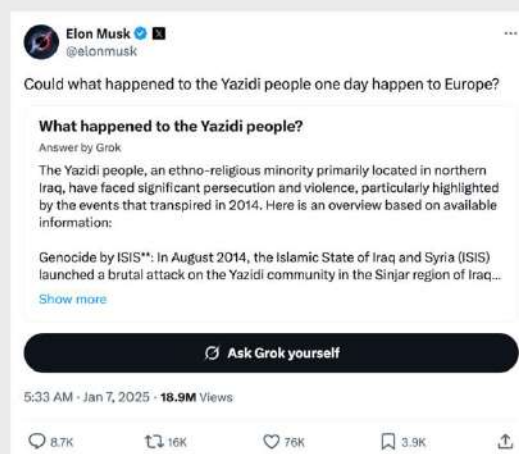 Elon Musk
@elonmusk
Could what happened to the Yazidi people one day happen to Europe?
What happened to the Yazidi people?
Answer by Grok
The Yazidi people, an ethno-religious minority primarily located in northern
Iraq, have faced significant persecution and violence, particularly highlighted
by the events that transpired in 2014. Here is an overview based on available
information:
Genocide by ISIS**: In August 2014, the Islamic State of Iraq and Syria (ISIS)
launched a brutal attack on the Yazidi community in the Sinjar region of Iraq...
Show more
Ask Grok yourself
5:33 AM · Jan 7, 2025 · 18.9M Views
8.7K 16K 76K 3.9K